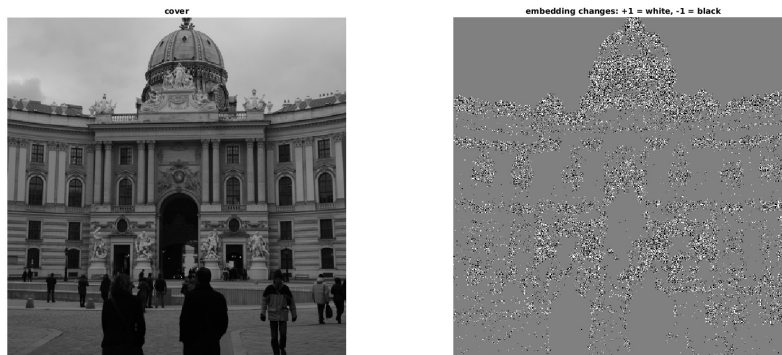 cover
embedding changes: +1 = white, -1 = black